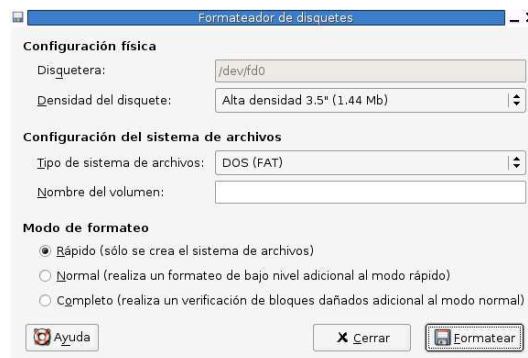 Formateador de disquetes
Configuración física
Disquetera: /dev/fd0
Densidad del disquete: Alta densidad 3.5" (1.44 Mb)
Configuración del sistema de archivos
Tipo de sistema de archivos: DOS (FAT)
Nombre del volumen:
Modo de formateo
Rápido (sólo se crea el sistema de archivos)
Normal (realiza un formateo de bajo nivel adicional al modo rápido)
Completo (realiza un verificación de bloques dañados adicional al modo normal)
Ayuda Cerrar Formatear